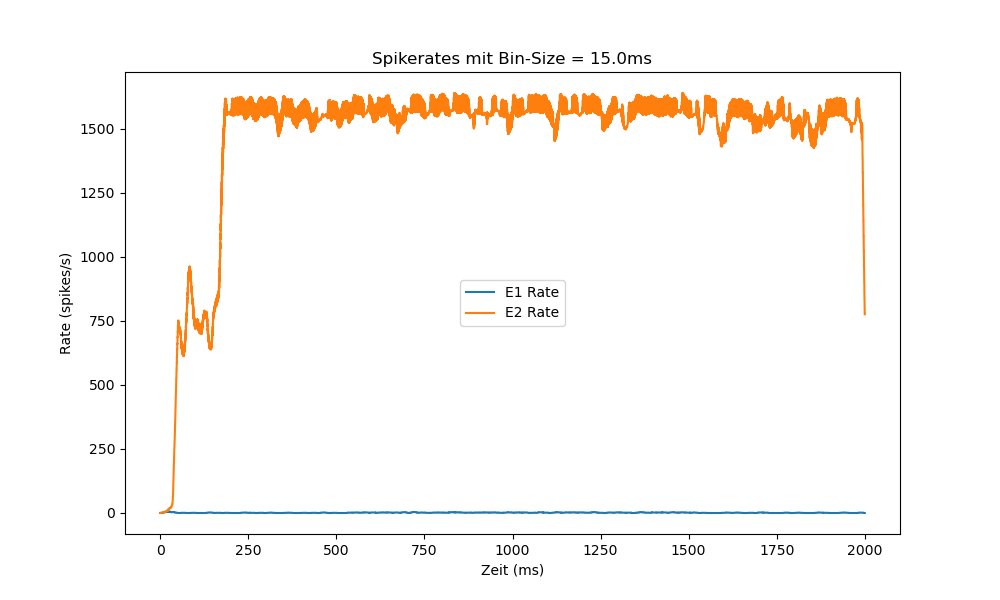 Spikerates mit Bin-Size = 15.0ms
Rate (spikes/s)
1500
1250
1000
750
500
250
0
E1 Rate
E2 Rate
0 250 500 750 1000 1250 1500 1750 2000
Zeit (ms)